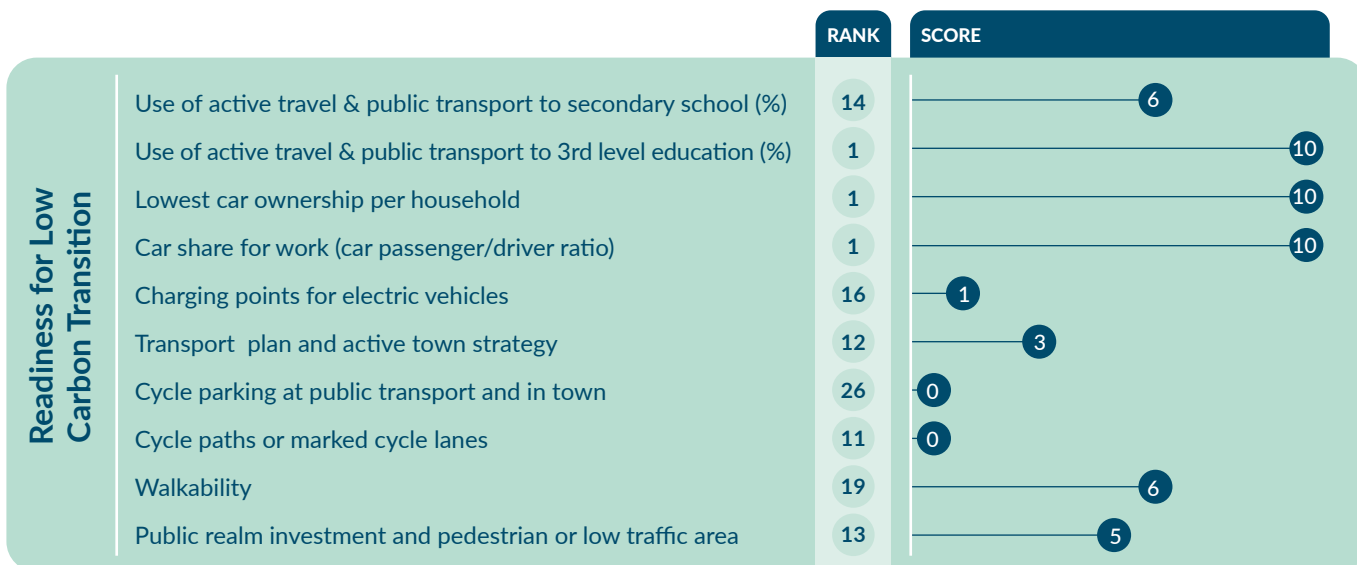 RANK SCORE
Readiness for Low
Carbon Transition
Use of active travel & public transport to secondary school (%) 14 6
Use of active travel & public transport to 3rd level education (%) 1 10
Lowest car ownership per household 1 10
Car share for work (car passenger/driver ratio) 1 10
Charging points for electric vehicles 16 1
Transport plan and active town strategy 12 3
Cycle parking at public transport and in town 26 0
Cycle paths or marked cycle lanes 11 0
Walkability 19 6
Public realm investment and pedestrian or low traffic area 13 5